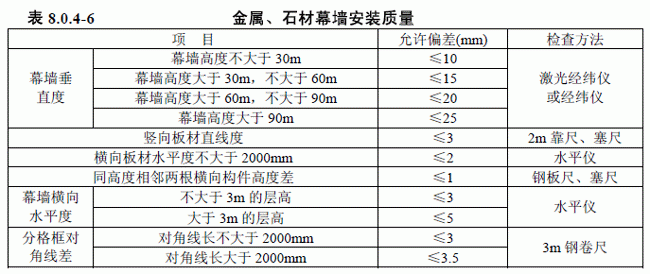 表 8.0.4-6 金属、石材幕墙安装质量
项 目 允许偏差(mm) 检查方法
幕墙垂直度 幕墙高度不大于 30m ≤10 激光经纬仪或经纬仪
幕墙高度大于 30m，不大于 60m ≤15
幕墙高度大于 60m，不大于 90m ≤20
幕墙高度大于 90m ≤25
竖向板材直线度 ≤3 2m 靠尺、塞尺
横向板材水平度不大于 2000mm ≤2 水平仪
同高度相邻两根横向构件高度差 ≤1 钢板尺、塞尺
幕墙横向水平度 不大于 3m 的层高 ≤3 水平仪
大于 3m 的层高 ≤5
分格框对角线差 对角线长不大于 2000mm ≤3 3m 钢卷尺
对角线长大于 2000mm ≤3.5